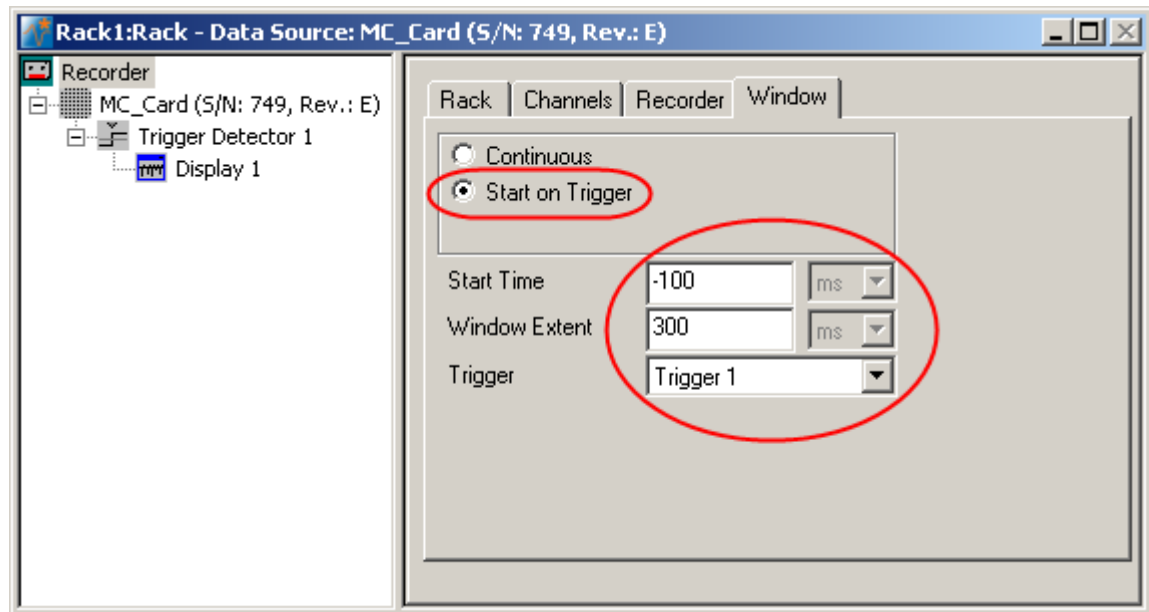 Rack1:Rack - Data Source: MC_Card (S/N: 749, Rev.: E)
Recorder
MC_Card (S/N: 749, Rev.: E)
Trigger Detector 1
Display 1
Rack Channels Recorder Window
Continuous
Start on Trigger
Start Time -100 ms
Window Extent 300 ms
Trigger Trigger 1